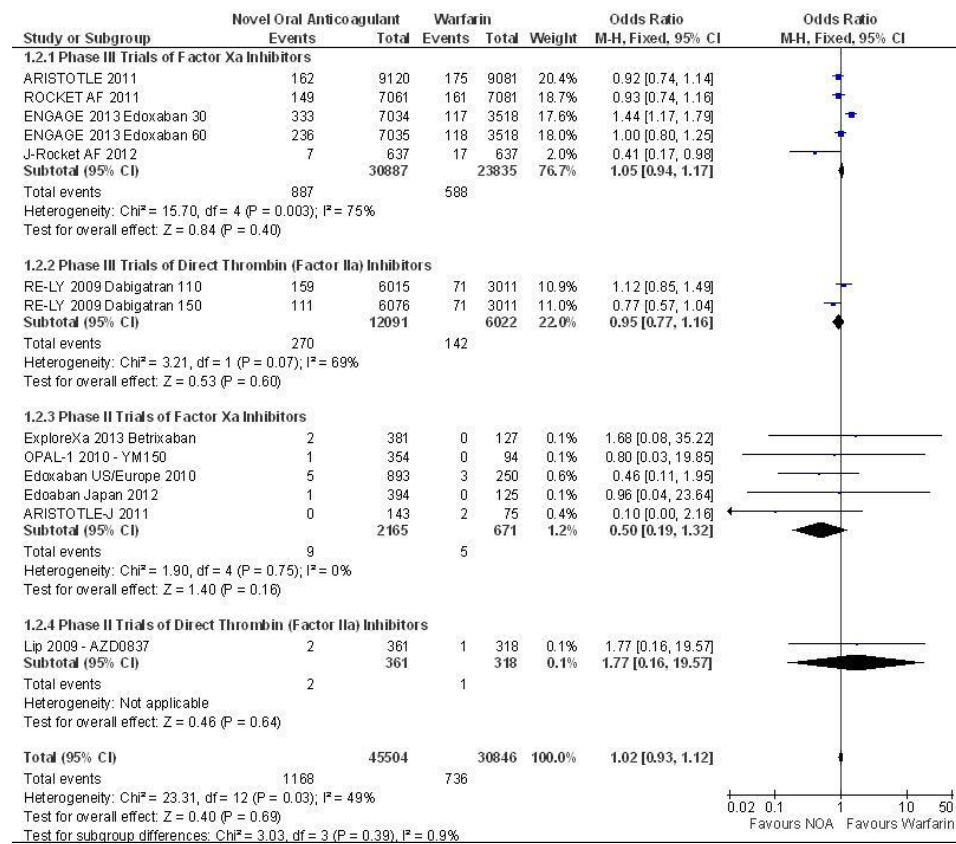 Novel Oral Anticoagulant Warfarin Odds Ratio Odds Ratio
Study or Subgroup Events Total Events Total Weight M-H, Fixed, 95% CI M-H, Fixed, 95% CI
1.2.1 Phase III Trials of Factor Xa Inhibitors
ARISTOTLE 2011 162 9120 175 9081 20.4% 0.92 [0.74, 1.14]
ROCKET AF 2011 149 7061 161 7081 18.7% 0.93 [0.74, 1.16]
ENGAGE 2013 Edoxaban 30 333 7034 117 3518 17.6% 1.44 [1.17, 1.79]
ENGAGE 2013 Edoxaban 60 236 7035 118 3518 18.0% 1.00 [0.80, 1.25]
J-Rocket AF 2012 7 637 17 637 2.0% 0.41 [0.17, 0.98]
Subtotal (95% CI) 30887 23835 76.7% 1.05 [0.94, 1.17]
Total events 887 588
Heterogeneity: Chi² = 15.70, df = 4 (P = 0.003); I² = 75%
Test for overall effect: Z = 0.84 (P = 0.40)
1.2.2 Phase III Trials of Direct Thrombin (Factor IIa) Inhibitors
RE-LY 2009 Dabigatran 110 159 6015 71 3011 10.9% 1.12 [0.85, 1.49]
RE-LY 2009 Dabigatran 150 111 6076 71 3011 11.0% 0.77 [0.57, 1.04]
Subtotal (95% CI) 12091 6022 22.0% 0.95 [0.77, 1.16]
Total events 270 142
Heterogeneity: Chi² = 3.21, df = 1 (P = 0.07); I² = 69%
Test for overall effect: Z = 0.53 (P = 0.60)
1.2.3 Phase II Trials of Factor Xa Inhibitors
ExploreXa 2013 Betrixaban 2 381 0 127 0.1% 1.68 [0.08, 35.22]
OPAL-1 2010 - YM150 1 354 0 94 0.1% 0.80 [0.03, 19.85]
Edoxaban US/Europe 2010 5 893 3 250 0.6% 0.46 [0.11, 1.95]
Edoaban Japan 2012 1 394 0 125 0.1% 0.96 [0.04, 23.64]
ARISTOTLE-J 2011 0 143 2 75 0.4% 0.10 [0.00, 2.16]
Subtotal (95% CI) 2165 671 1.2% 0.50 [0.19, 1.32]
Total events 9 5
Heterogeneity: Chi² = 1.90, df = 4 (P = 0.75); I² = 0%
Test for overall effect: Z = 1.40 (P = 0.16)
1.2.4 Phase II Trials of Direct Thrombin (Factor IIa) Inhibitors
Lip 2009 - AZD0837 2 361 1 318 0.1% 1.77 [0.16, 19.57]
Subtotal (95% CI) 361 318 0.1% 1.77 [0.16, 19.57]
Total events 2 1
Heterogeneity: Not applicable
Test for overall effect: Z = 0.46 (P = 0.64)
Total (95% CI) 45504 30846 100.0% 1.02 [0.93, 1.12]
Total events 1168 736
Heterogeneity: Chi² = 23.31, df = 12 (P = 0.03); I² = 49%
Test for overall effect: Z = 0.40 (P = 0.69)
Test for subgroup differences: Chi² = 3.03, df = 3 (P = 0.39), I² = 0.9%
0.02 0.1 1 10 50
Favours NOA Favours Warfarin